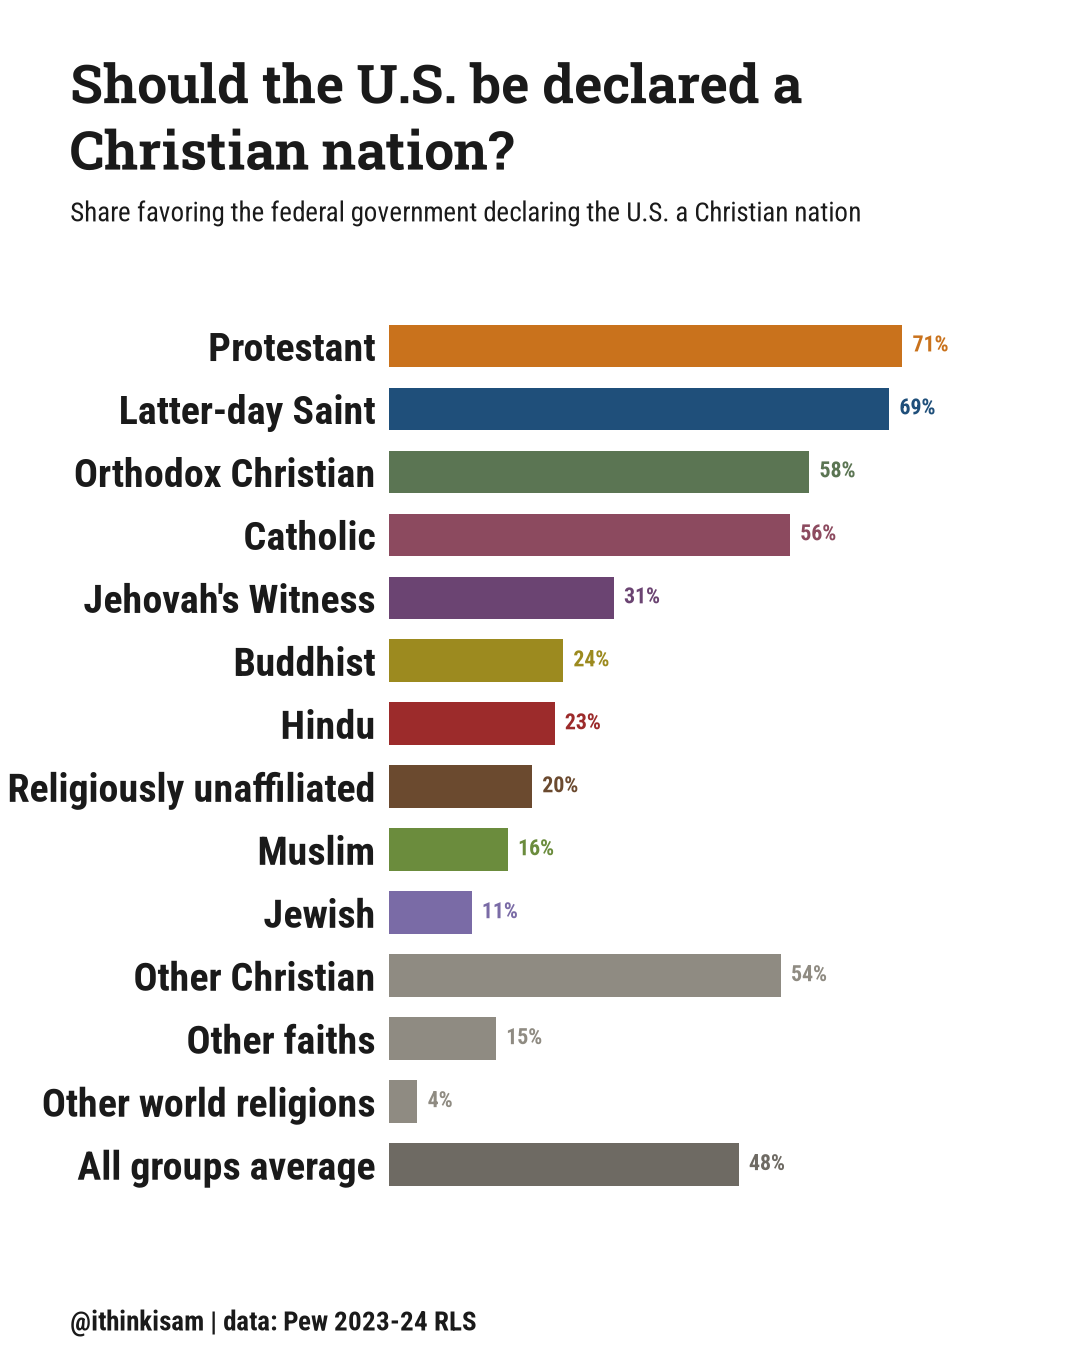 Should the U.S. be declared a
Christian nation?
Share favoring the federal government declaring the U.S. a Christian nation
Protestant 71%
Latter-day Saint 69%
Orthodox Christian 58%
Catholic 56%
Jehovah's Witness 31%
Buddhist 24%
Hindu 23%
Religiously unaffiliated 20%
Muslim 16%
Jewish 11%
Other Christian 54%
Other faiths 15%
Other world religions 4%
All groups average 48%
@ithinkisam | data: Pew 2023-24 RLS